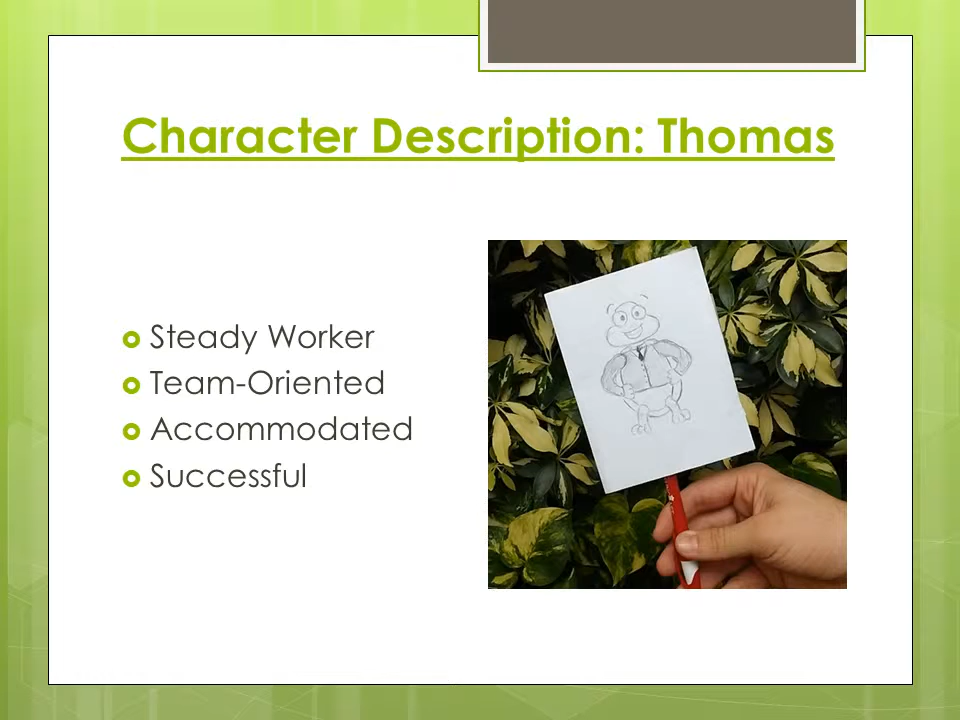 Character Description: Thomas
Steady Worker
Team-Oriented
Accommodated
Successful